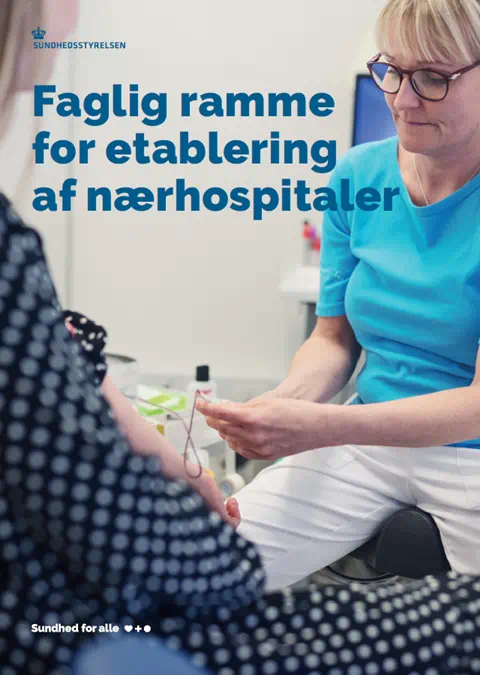 SUNDHEDSSTYRELSEN
Faglig ramme
for etablering
af nærhospitaler
Sundhed for alle ♥+●